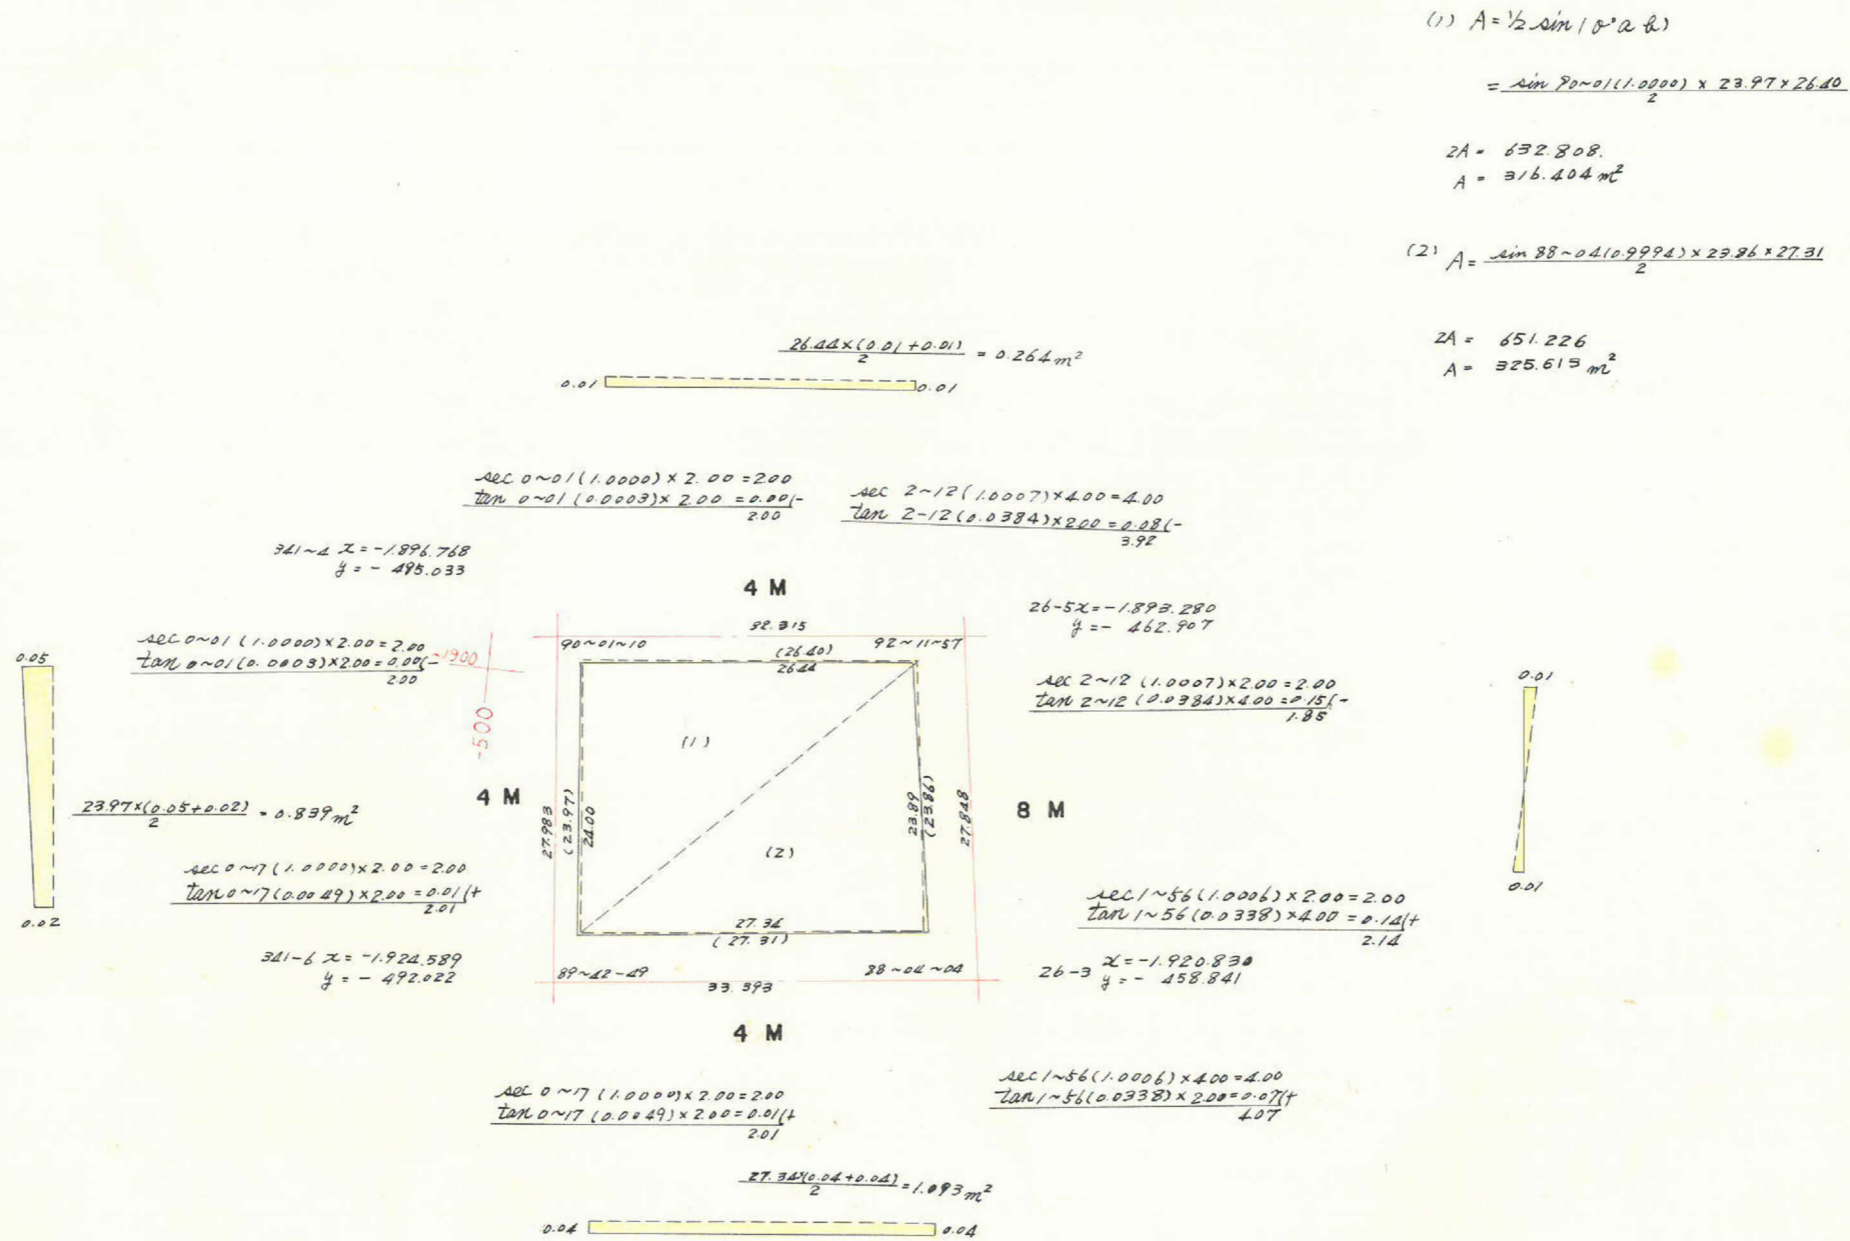 (1) A = 1/2 sin (θ° a b)
= sin 90~01 (1.0000) × 23.97 × 26.40
2
2A = 632.808.
A = 316.404 m²
(2) A = sin 88~04 (0.9994) × 23.86 × 27.31
2
2A = 651.226
A = 325.613 m²
26.44 × (0.01 + 0.01)
2
= 0.264 m²
0.01
0.01
sec 0~01 (1.0000) × 2.00 = 2.00
tan 0~01 (0.0003) × 2.00 = 0.00 (-
2.00
sec 2~12 (1.0007) × 4.00 = 4.00
tan 2-12 (0.0384) × 2.00 = 0.08 (-
3.92
341~4 x = -1.896.768
y = - 495.033
4 M
26-5 x = -1.893.280
y = - 462.907
sec 0~01 (1.0000) × 2.00 = 2.00
tan 0~01 (0.0003) × 2.00 = 0.00 (-
2.00
-1900
-500
32.315
90~01~10
92~11~57
(26.40)
26.44
sec 2~12 (1.0007) × 2.00 = 2.00
tan 2~12 (0.0384) × 4.00 = 0.15 (-
1.85
0.05
0.02
23.97 × (0.05 + 0.02)
2
= 0.839 m²
4 M
27.983
(23.97)
24.00
(1)
(2)
23.89
(23.86)
27.848
8 M
0.01
0.01
sec 0~17 (1.0000) × 2.00 = 2.00
tan 0~17 (0.0049) × 2.00 = 0.01 (+
2.01
sec 1~56 (1.0006) × 2.00 = 2.00
tan 1~56 (0.0338) × 4.00 = 0.14 (+
2.14
27.34
(27.31)
341-6 x = -1.924.589
y = - 492.022
89~42-49
88~04~04
33.393
26-3 x = -1.920.830
y = - 458.841
4 M
sec 0~17 (1.0000) × 2.00 = 2.00
tan 0~17 (0.0049) × 2.00 = 0.01 (+
2.01
sec 1~56 (1.0006) × 4.00 = 4.00
tan 1~56 (0.0338) × 2.00 = 0.07 (+
4.07
27.34 (0.04 + 0.04)
2
= 1.093 m²
0.04
0.04